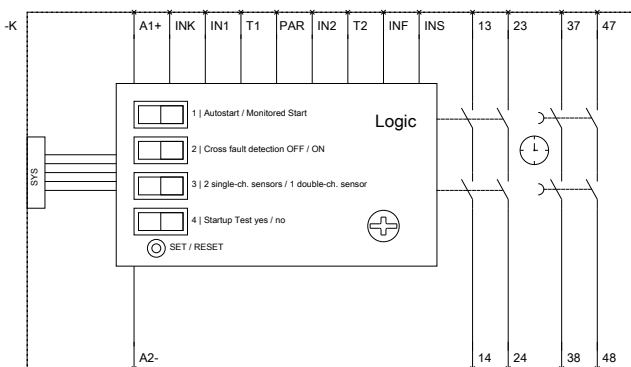 -K A1+ INK IN1 T1 PAR IN2 T2 INF INS 13 23 37 47
1 | Autostart / Monitored Start
Logic
2 | Cross fault detection OFF / ON
SYS
3 | 2 single-ch. sensors / 1 double-ch. sensor
4 | Startup Test yes / no
SET / RESET
A2- 14 24 38 48